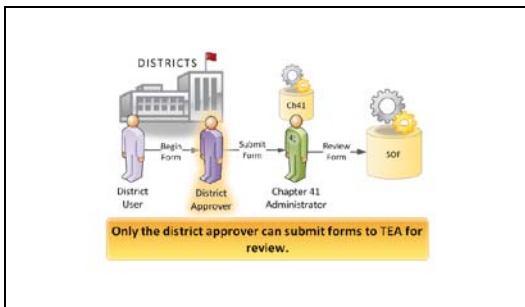 DISTRICTS
Ch41
Begin
Form
Submit
Form
Review
Form
SOF
District
User
District
Approver
Chapter 41
Administrator
Only the district approver can submit forms to TEA for
review.